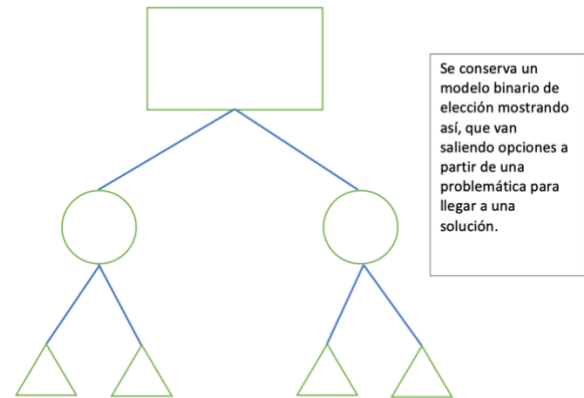 Se conserva un
modelo binario de
elección mostrando
así, que van
saliendo opciones a
partir de una
problemática para
llegar a una
solución.